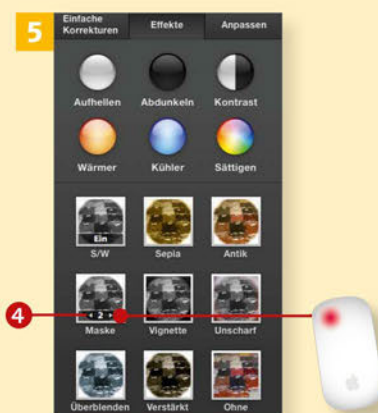 5
Einfache
Korrekturen
Effekte
Anpassen
Aufhellen
Abdunkeln
Kontrast
Wärmer
Kühler
Sättigen
Ein
S/W
Sepia
Antik
4
2
Maske
Vignette
Unscharf
Überblenden
Verstärkt
Ohne